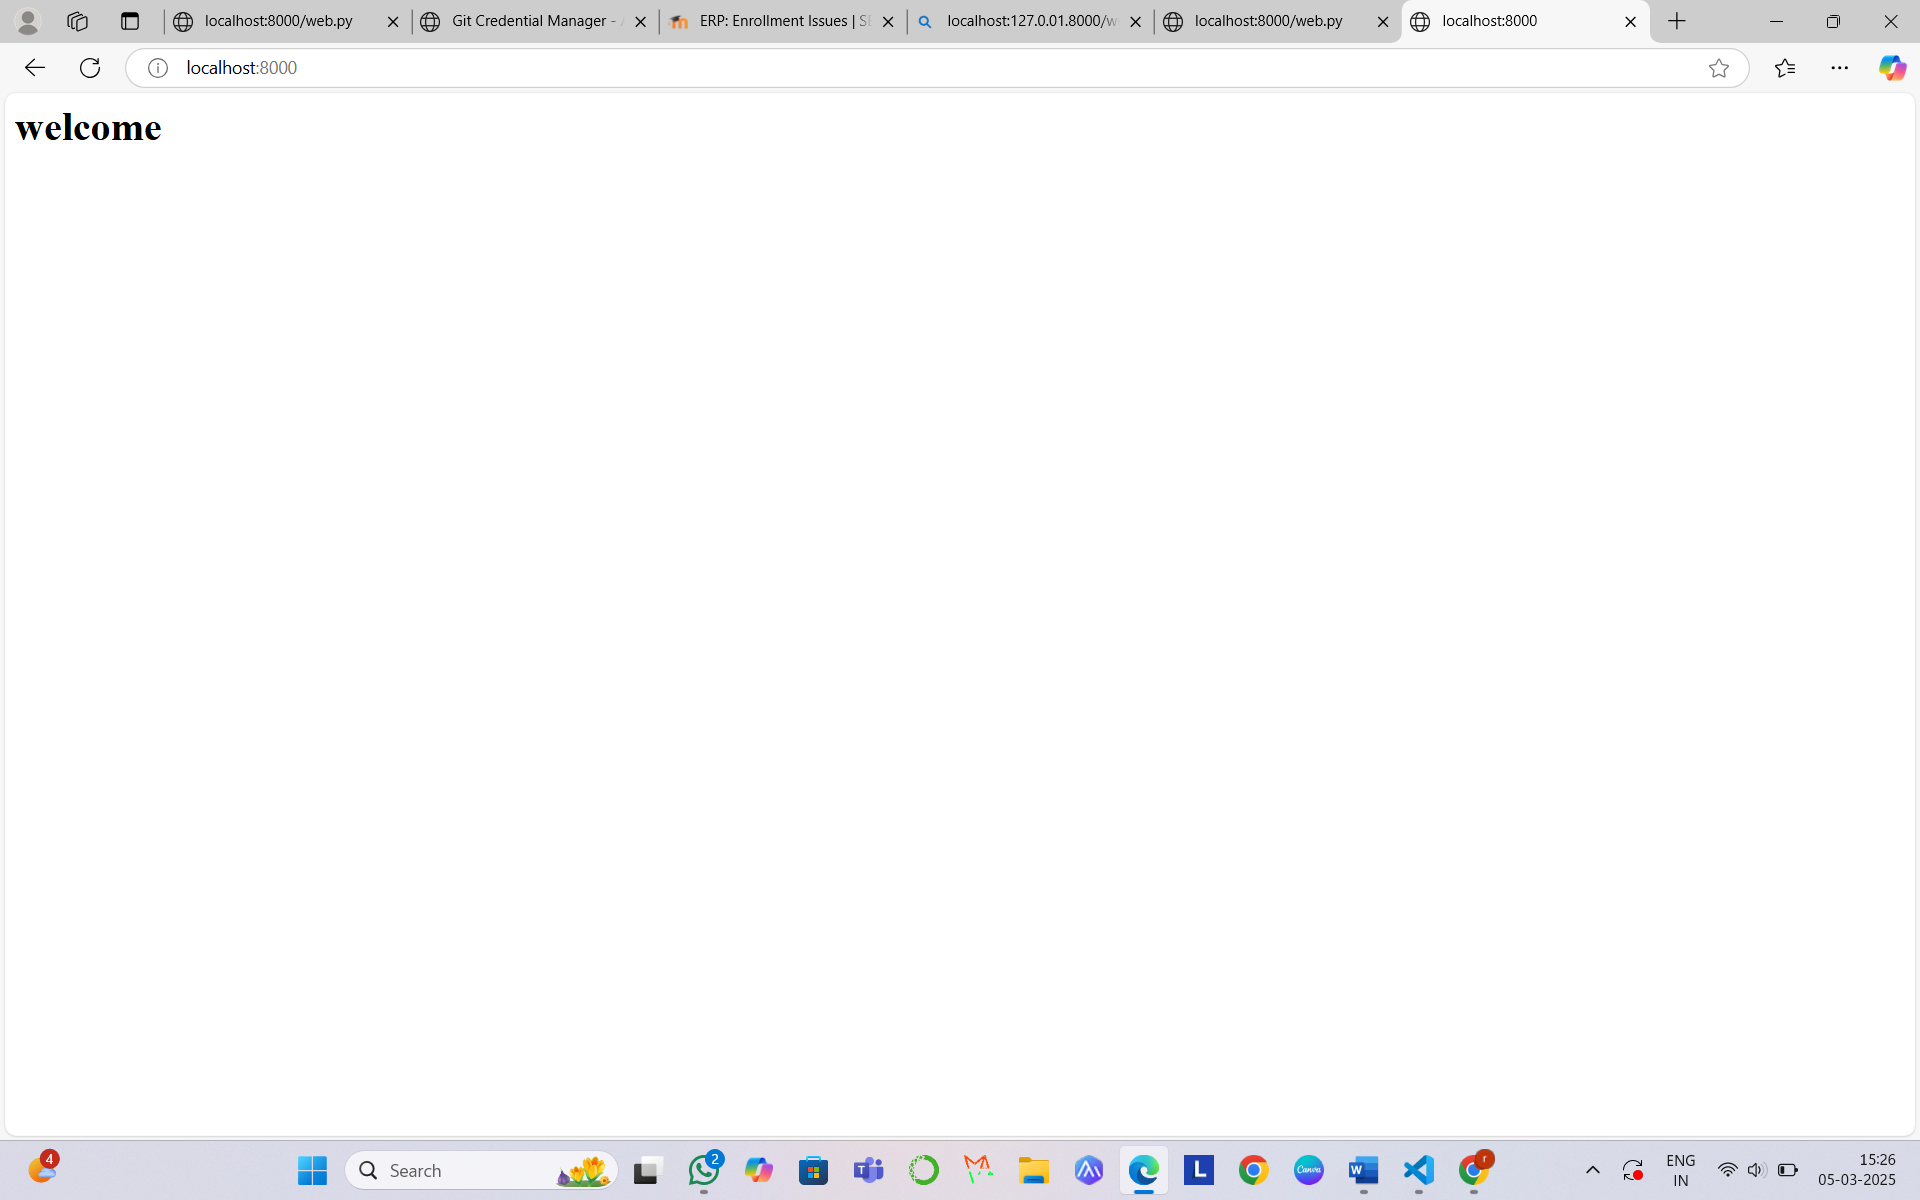 localhost:8000/web.py
Git Credential Manager -
ERP: Enrollment Issues | SE
localhost:127.0.01.8000/w
localhost:8000/web.py
localhost:8000
localhost:8000
welcome
4
Search
2
T
L
Canva
W
r
ENG
IN
15:26
05-03-2025